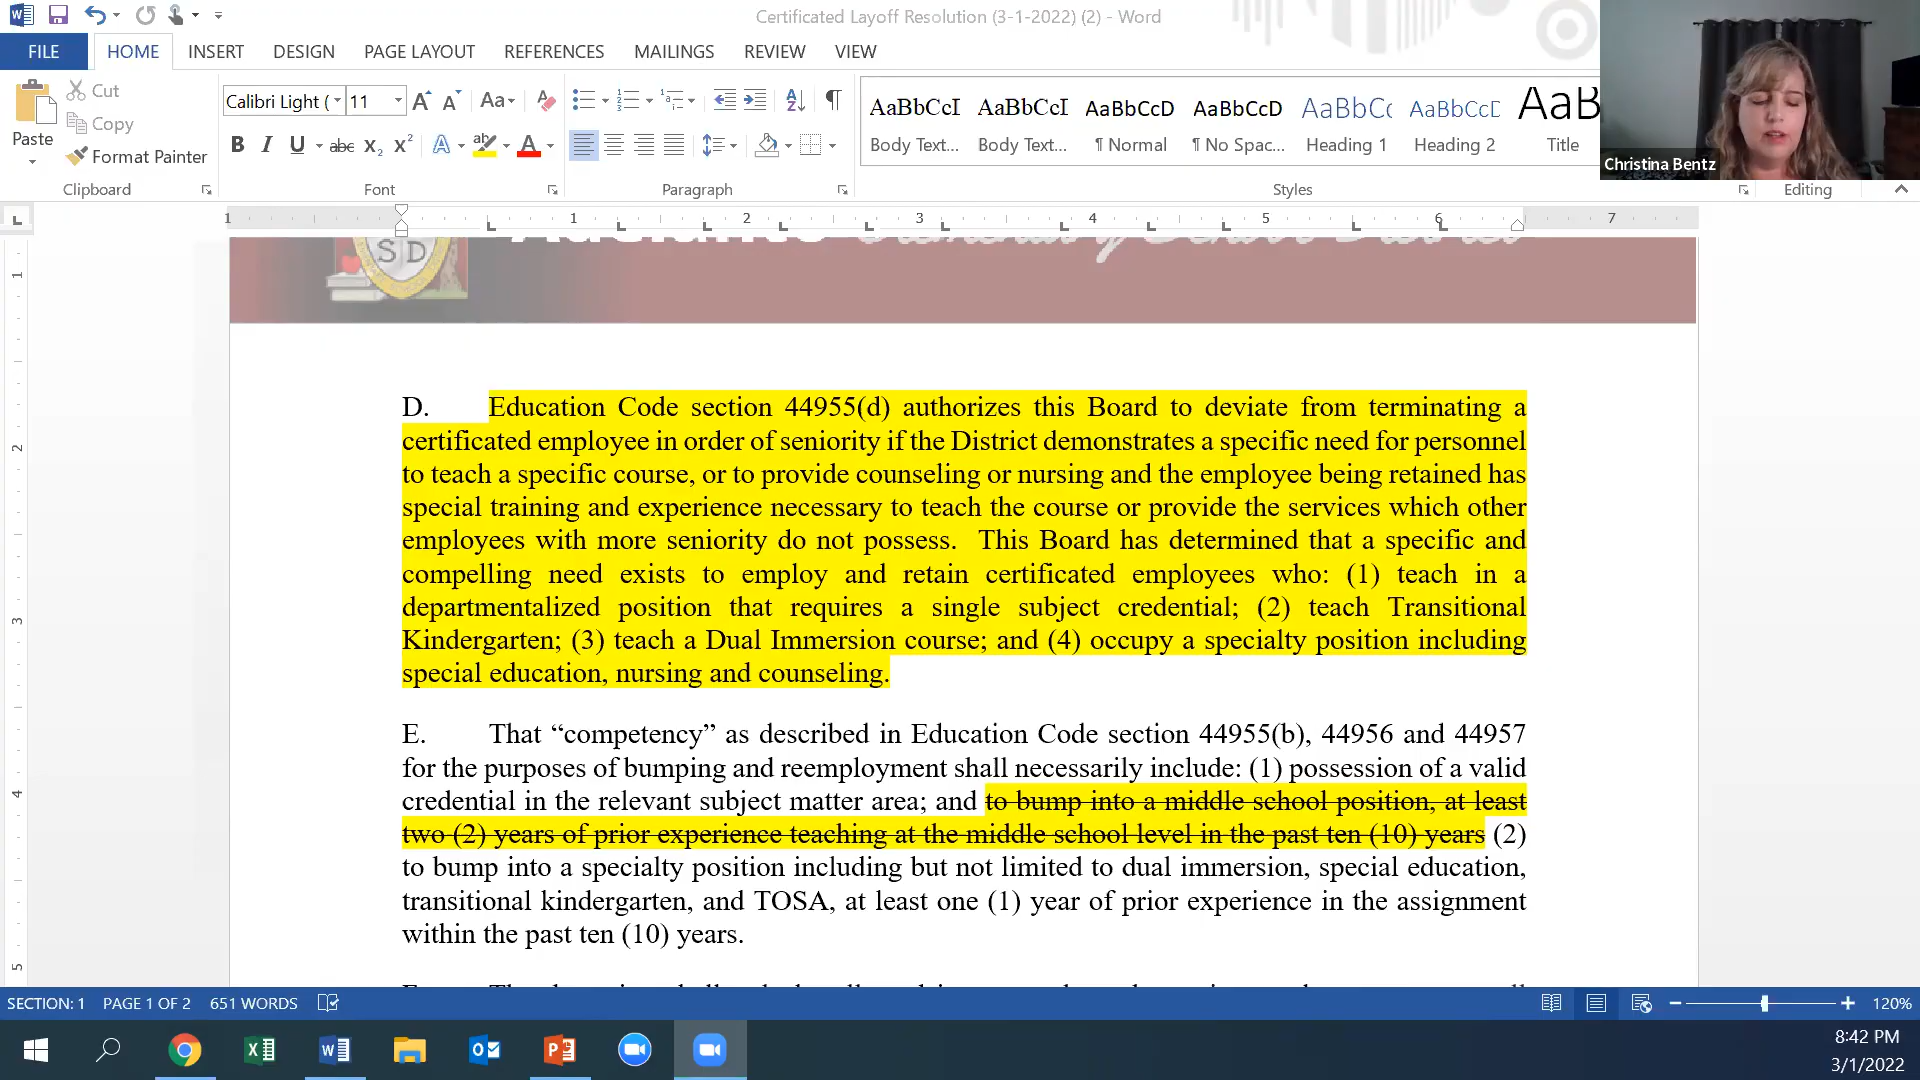 Certificated Layoff Resolution (3-1-2022) (2) - Word
FILE HOME INSERT DESIGN PAGE LAYOUT REFERENCES MAILINGS REVIEW VIEW
Cut
Copy
Format Painter
Paste
Calibri Light ( 11
AaBbCcI AaBbCcI AaBbCcD AaBbCcD AaBbCc AaBbCcD AaB
Body Text... Body Text... ¶ Normal ¶ No Spac... Heading 1 Heading 2 Title
Clipboard Font Paragraph Styles Editing
Christina Bentz
1 1 2 3 4 5 6 7
S D
D. Education Code section 44955(d) authorizes this Board to deviate from terminating a
certificated employee in order of seniority if the District demonstrates a specific need for personnel
to teach a specific course, or to provide counseling or nursing and the employee being retained has
special training and experience necessary to teach the course or provide the services which other
employees with more seniority do not possess. This Board has determined that a specific and
compelling need exists to employ and retain certificated employees who: (1) teach in a
departmentalized position that requires a single subject credential; (2) teach Transitional
Kindergarten; (3) teach a Dual Immersion course; and (4) occupy a specialty position including
special education, nursing and counseling.
E. That “competency” as described in Education Code section 44955(b), 44956 and 44957
for the purposes of bumping and reemployment shall necessarily include: (1) possession of a valid
credential in the relevant subject matter area; and to bump into a middle school position, at least
two (2) years of prior experience teaching at the middle school level in the past ten (10) years (2)
to bump into a specialty position including but not limited to dual immersion, special education,
transitional kindergarten, and TOSA, at least one (1) year of prior experience in the assignment
within the past ten (10) years.
SECTION: 1 PAGE 1 OF 2 651 WORDS 120%
8:42 PM
3/1/2022